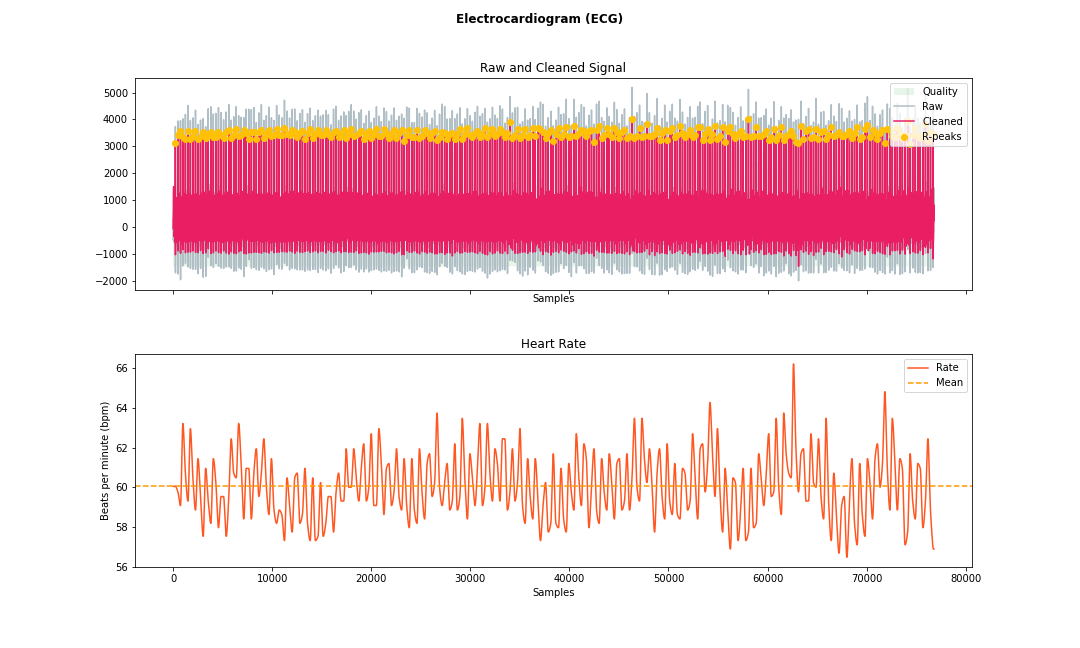 Electrocardiogram (ECG)
Raw and Cleaned Signal
5000
4000
3000
2000
1000
0
−1000
−2000
Quality
Raw
Cleaned
R-peaks
Samples
Heart Rate
66
64
62
60
58
56
Beats per minute (bpm)
Rate
Mean
0 10000 20000 30000 40000 50000 60000 70000 80000
Samples